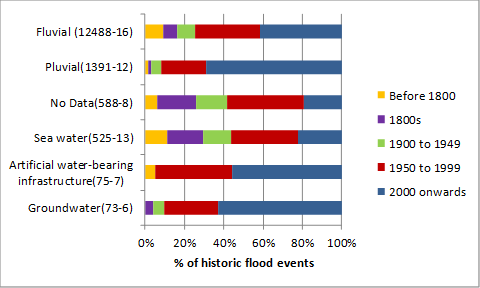 Fluvial (12488-16)
Pluvial(1391-12)
No Data(588-8)
Sea water(525-13)
Artificial water-bearing
infrastructure(75-7)
Groundwater(73-6)
0% 20% 40% 60% 80% 100%
% of historic flood events
Before 1800
1800s
1900 to 1949
1950 to 1999
2000 onwards